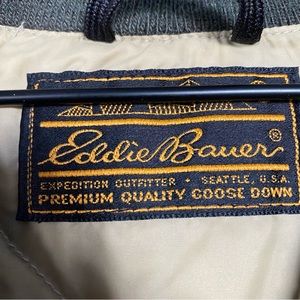 Eddie Bauer®
EXPEDITION OUTFITTER • SEATTLE, U.S.A.
PREMIUM QUALITY GOOSE DOWN